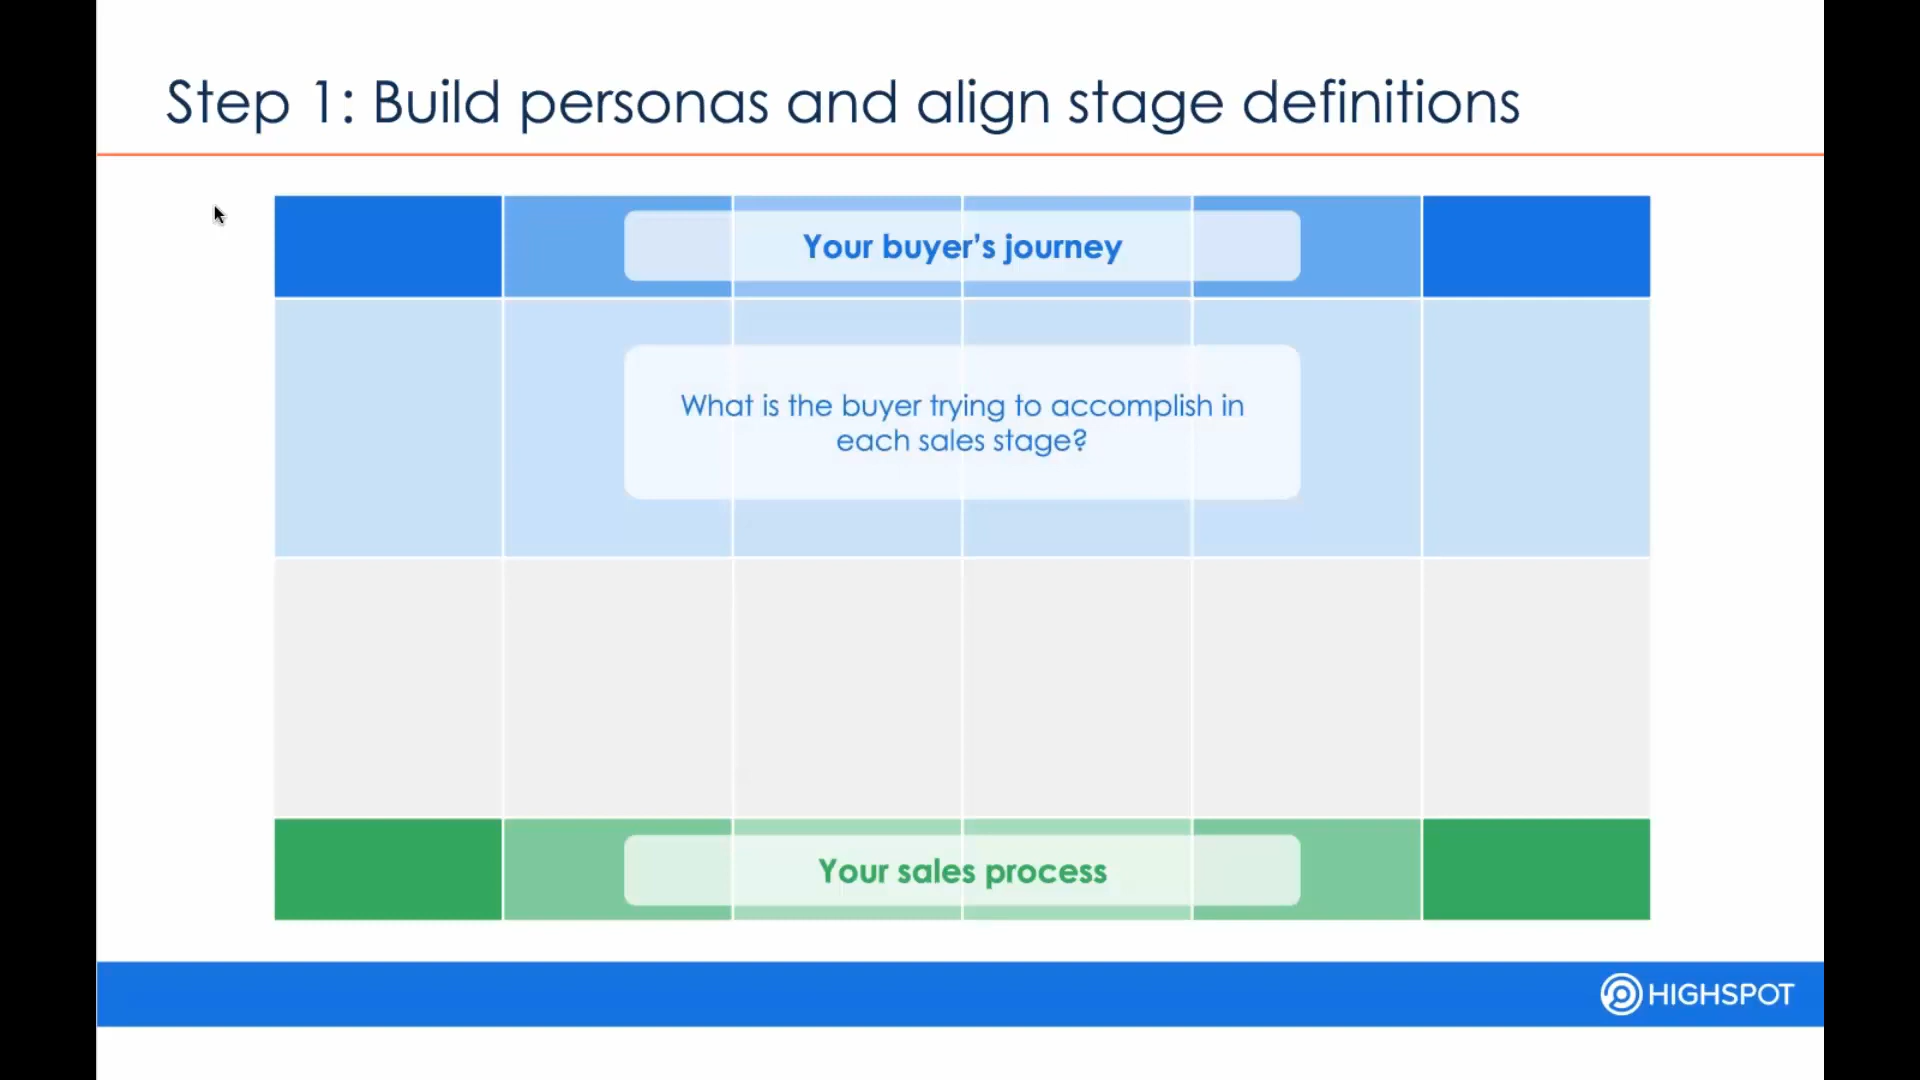 Step 1: Build personas and align stage definitions
Your buyer's journey
What is the buyer trying to accomplish in
each sales stage?
Your sales process
HIGHSPOT